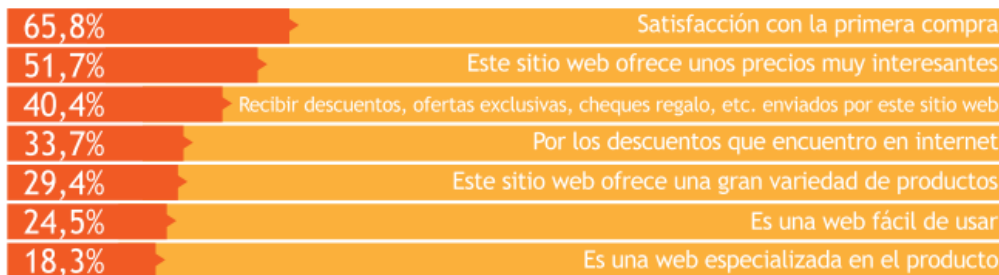 65,8% Satisfacción con la primera compra
51,7% Este sitio web ofrece unos precios muy interesantes
40,4% Recibir descuentos, ofertas exclusivas, cheques regalo, etc. enviados por este sitio web
33,7% Por los descuentos que encuentro en internet
29,4% Este sitio web ofrece una gran variedad de productos
24,5% Es una web fácil de usar
18,3% Es una web especializada en el producto